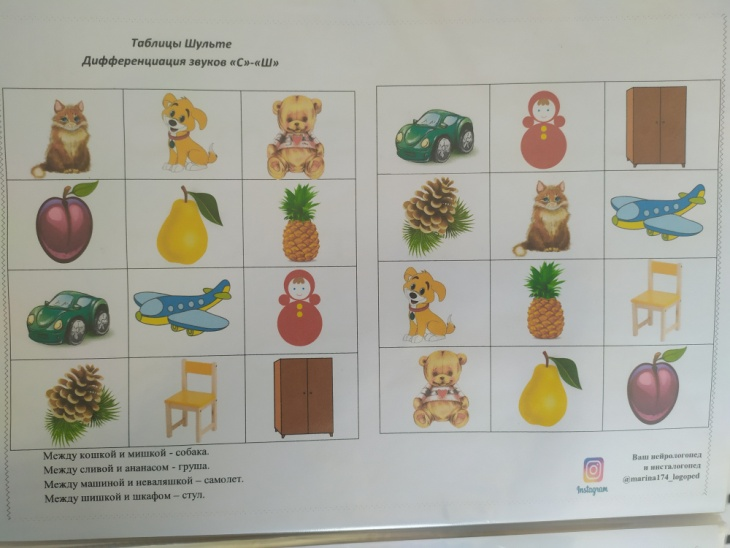 Таблицы Шульте
Дифференциация звуков «С»-«Ш»
Между кошкой и мишкой - собака.
Между сливой и ананасом - груша.
Между машиной и неваляшкой – самолет.
Между шишкой и шкафом – стул.
Instagram
Ваш нейрологопед
и инсталогопед
@marina174_logoped